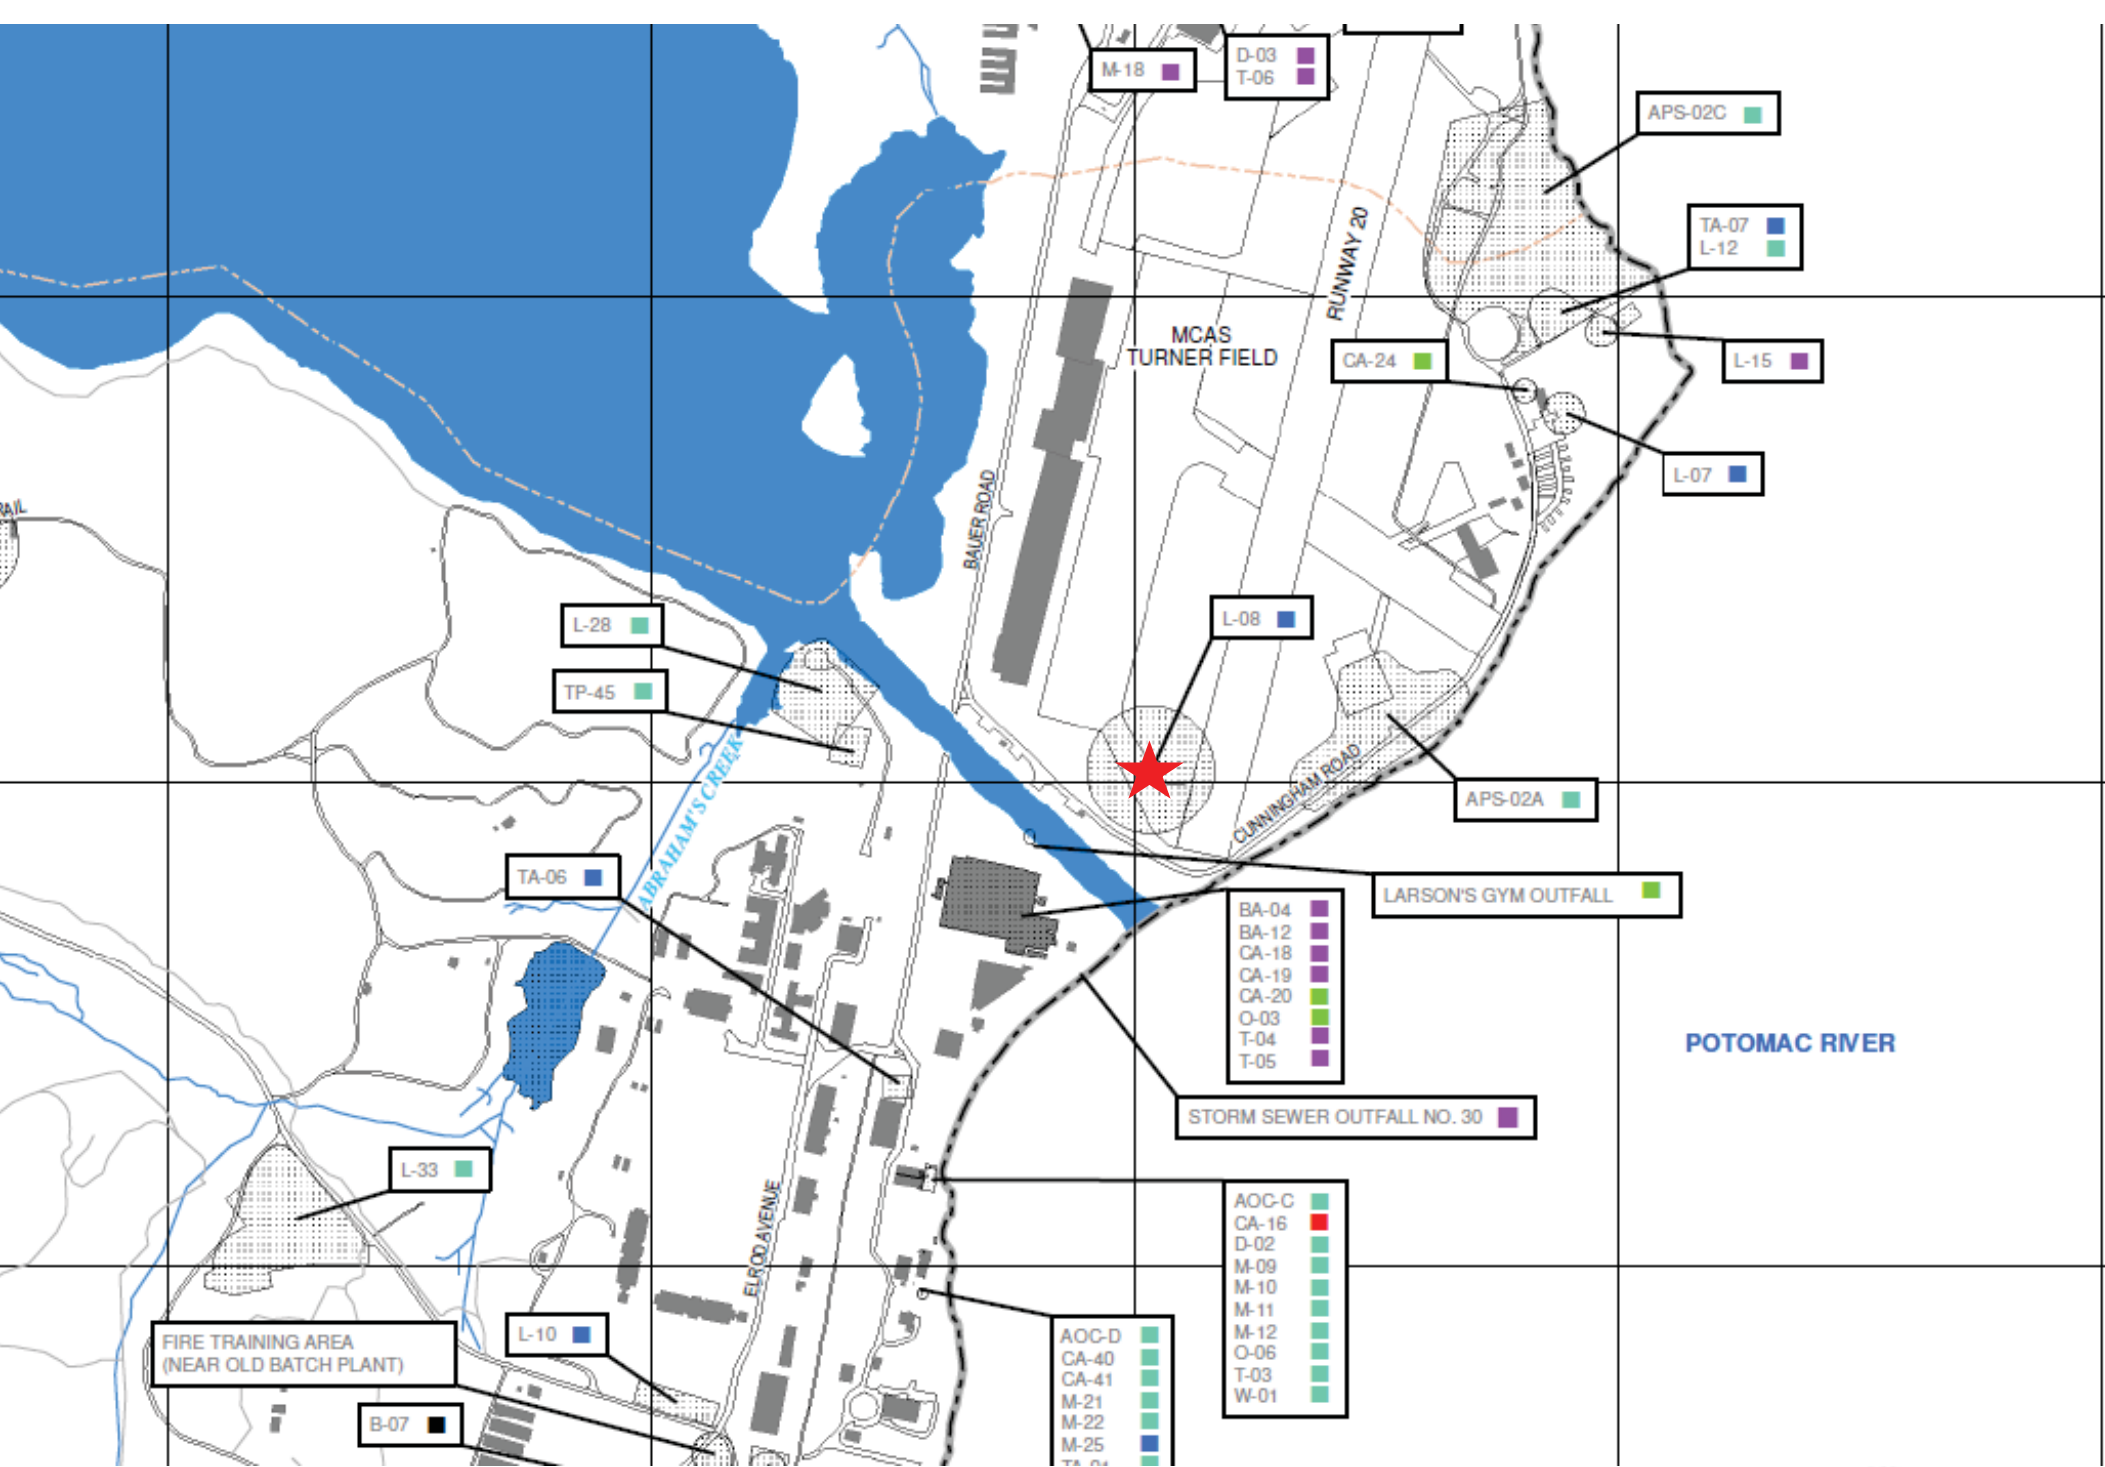 M-18
D-03
T-06
APS-02C
TA-07
L-12
RUNWAY 20
MCAS
TURNER FIELD
CA-24
L-15
L-07
BAUER ROAD
L-28
L-08
TP-45
ABRAHAM'S CREEK
CUNNINGHAM ROAD
APS-02A
TA-06
LARSON'S GYM OUTFALL
BA-04
BA-12
CA-18
CA-19
CA-20
O-03
T-04
T-05
POTOMAC RIVER
STORM SEWER OUTFALL NO. 30
L-33
ELROD AVENUE
AOC-C
CA-16
D-02
M-09
M-10
M-11
M-12
O-06
T-03
W-01
L-10
FIRE TRAINING AREA
(NEAR OLD BATCH PLANT)
B-07
AOC-D
CA-40
CA-41
M-21
M-22
M-25